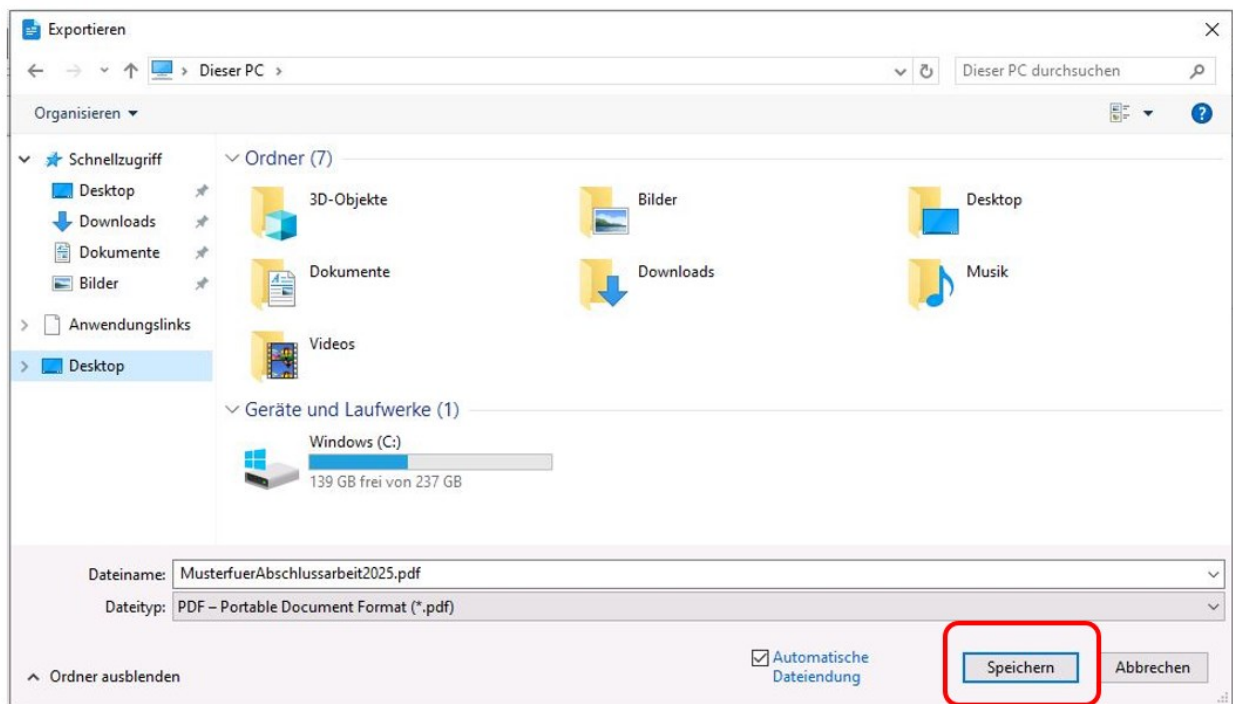 Exportieren
Dieser PC
Dieser PC durchsuchen
Organisieren
Schnellzugriff
Desktop
Downloads
Dokumente
Bilder
Anwendungslinks
Desktop
Ordner (7)
3D-Objekte
Bilder
Desktop
Dokumente
Downloads
Musik
Videos
Geräte und Laufwerke (1)
Windows (C:)
139 GB frei von 237 GB
Dateiname: MusterfuerAbschlussarbeit2025.pdf
Dateityp: PDF – Portable Document Format (*.pdf)
Automatische
Dateiendung
Ordner ausblenden
Speichern
Abbrechen